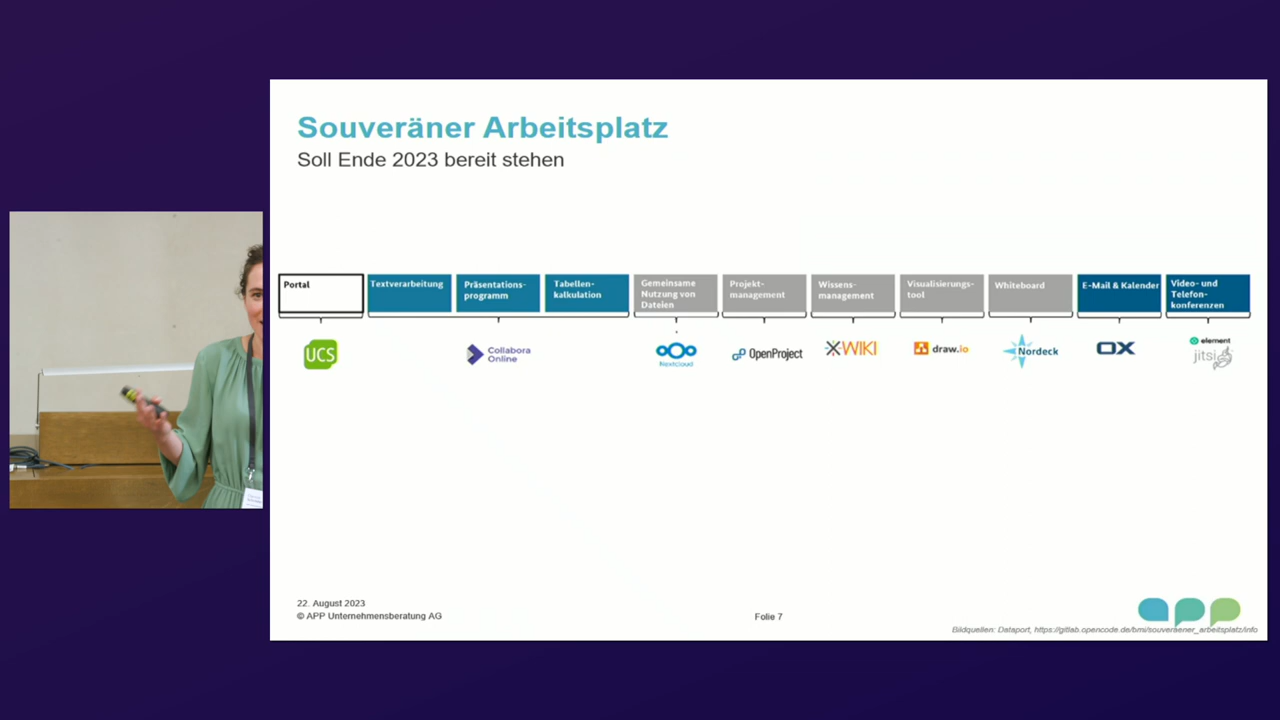 Souveräner Arbeitsplatz
Soll Ende 2023 bereit stehen
Portal
Textverarbeitung
Präsentations-
programm
Tabellen-
kalkulation
Gemeinsame
Nutzung von
Dateien
Projekt-
management
Wissens-
management
Visualisierungs-
tool
Whiteboard
E-Mail & Kalender
Video- und
Telefon-
konferenzen
UCS
Collabora
Online
Nextcloud
OpenProject
XWIKI
draw.io
Nordeck
OX
element
jitsi
22. August 2023
© APP Unternehmensberatung AG
Folie 7
app
Bildquellen: Dataport, https://gitlab.opencode.de/bmi/souveraener_arbeitsplatz/info